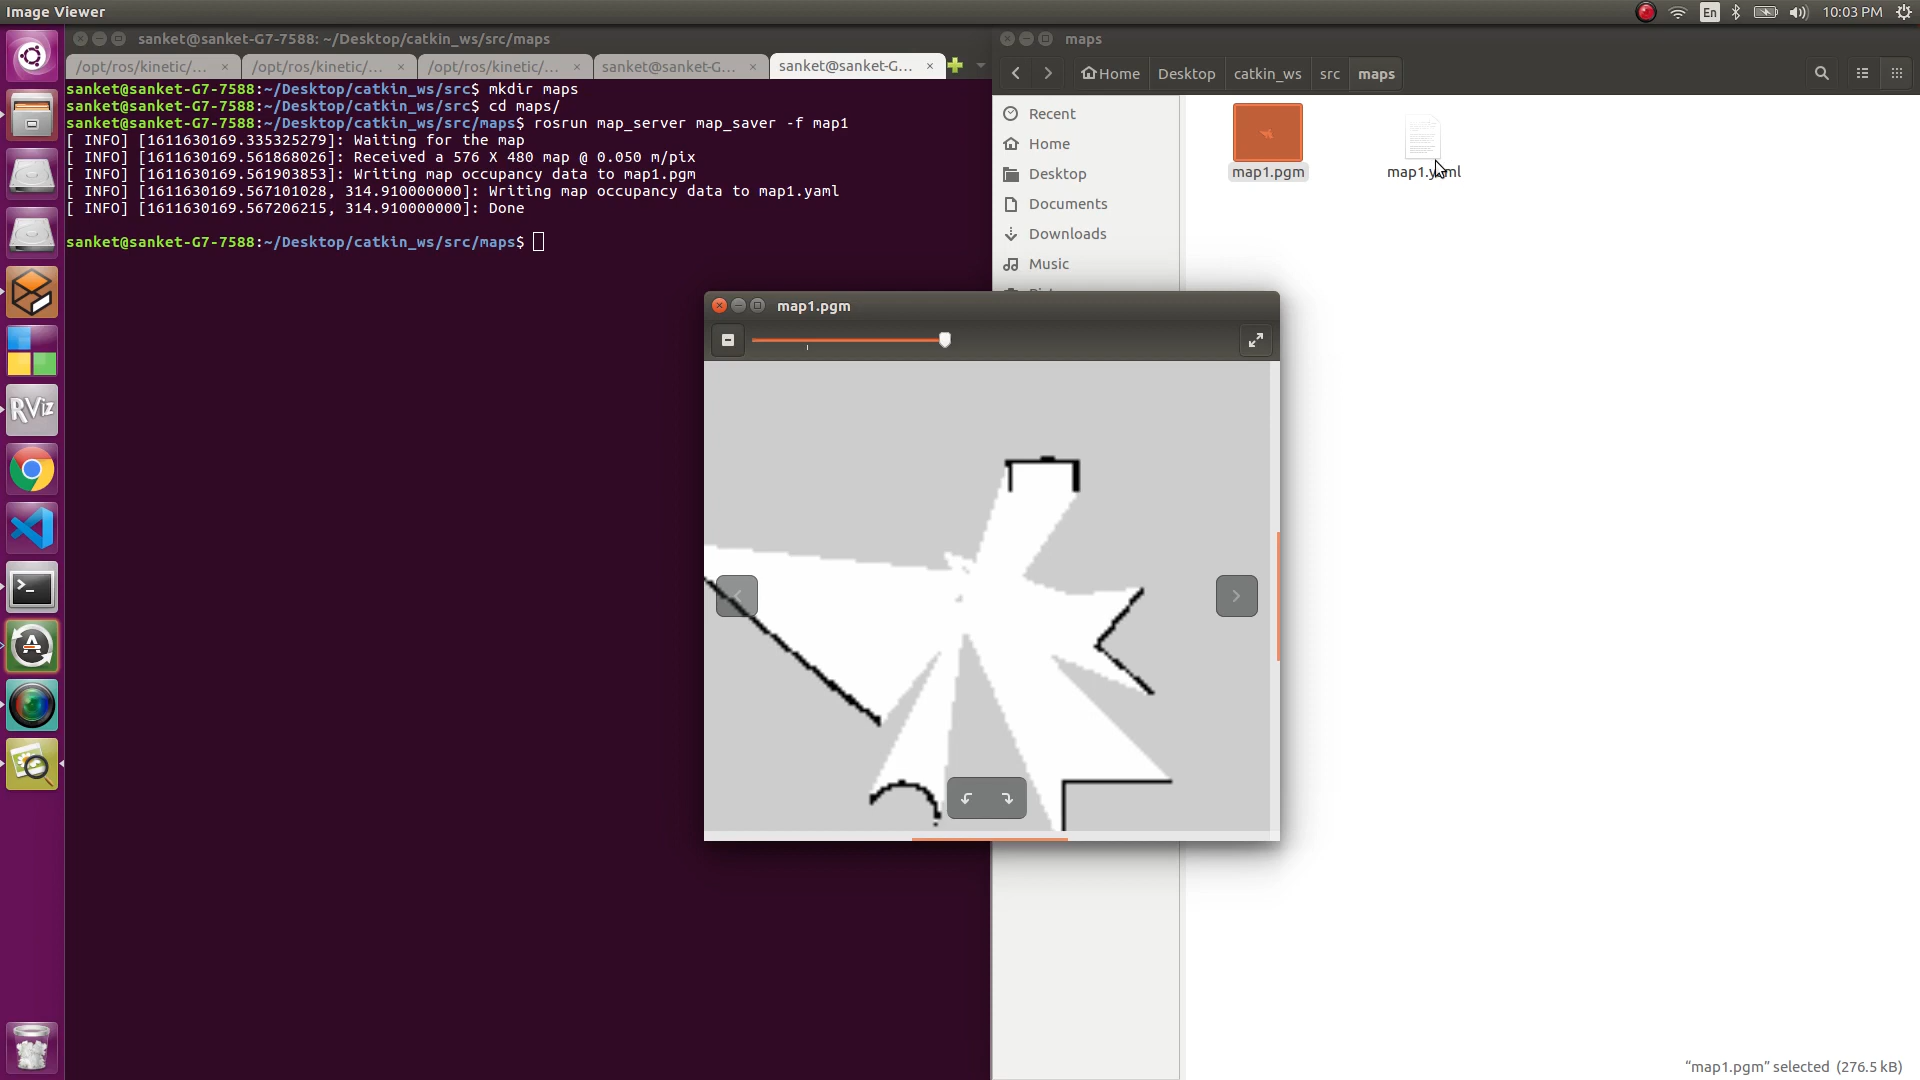 Image Viewer
En
10:03 PM
sanket@sanket-G7-7588: ~/Desktop/catkin_ws/src/maps
/opt/ros/kinetic/... ×
/opt/ros/kinetic/... ×
/opt/ros/kinetic/... ×
sanket@sanket-G... ×
sanket@sanket-G... ×
sanket@sanket-G7-7588:~/Desktop/catkin_ws/src$ mkdir maps
sanket@sanket-G7-7588:~/Desktop/catkin_ws/src$ cd maps/
sanket@sanket-G7-7588:~/Desktop/catkin_ws/src/maps$ rosrun map_server map_saver -f map1
[ INFO] [1611630169.335325279]: Waiting for the map
[ INFO] [1611630169.561868026]: Received a 576 X 480 map @ 0.050 m/pix
[ INFO] [1611630169.561903853]: Writing map occupancy data to map1.pgm
[ INFO] [1611630169.567101028, 314.910000000]: Writing map occupancy data to map1.yaml
[ INFO] [1611630169.567206215, 314.910000000]: Done
sanket@sanket-G7-7588:~/Desktop/catkin_ws/src/maps$
RViz
maps
Home
Desktop
catkin_ws
src
maps
Recent
Home
Desktop
Documents
Downloads
Music
map1.pgm
map1.yaml
map1.pgm
"map1.pgm" selected (276.5 kB)